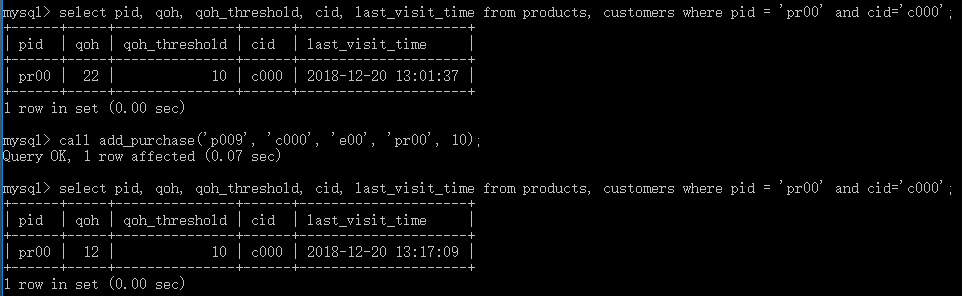 mysql> select pid, qoh, qoh_threshold, cid, last_visit_time from products, customers where pid = 'pr00' and cid='c000';
+------+-----+---------------+------+---------------------+
| pid  | qoh | qoh_threshold | cid  | last_visit_time     |
+------+-----+---------------+------+---------------------+
| pr00 |  22 |            10 | c000 | 2018-12-20 13:01:37 |
+------+-----+---------------+------+---------------------+
1 row in set (0.00 sec)
mysql> call add_purchase('p009', 'c000', 'e00', 'pr00', 10);
Query OK, 1 row affected (0.07 sec)
mysql> select pid, qoh, qoh_threshold, cid, last_visit_time from products, customers where pid = 'pr00' and cid='c000';
+------+-----+---------------+------+---------------------+
| pid  | qoh | qoh_threshold | cid  | last_visit_time     |
+------+-----+---------------+------+---------------------+
| pr00 |  12 |            10 | c000 | 2018-12-20 13:17:09 |
+------+-----+---------------+------+---------------------+
1 row in set (0.00 sec)